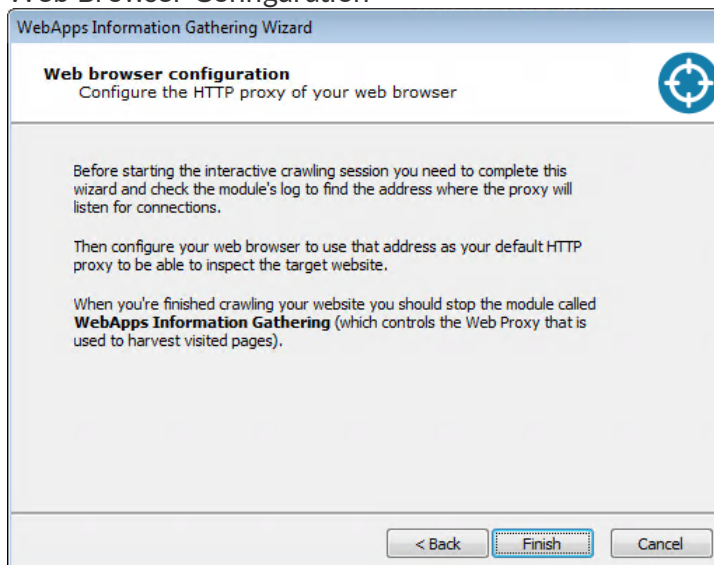 Web Browser Configuration
WebApps Information Gathering Wizard
Web browser configuration
Configure the HTTP proxy of your web browser
Before starting the interactive crawling session you need to complete this
wizard and check the module's log to find the address where the proxy will
listen for connections.
Then configure your web browser to use that address as your default HTTP
proxy to be able to inspect the target website.
When you're finished crawling your website you should stop the module called
WebApps Information Gathering (which controls the Web Proxy that is
used to harvest visited pages).
< Back Finish Cancel